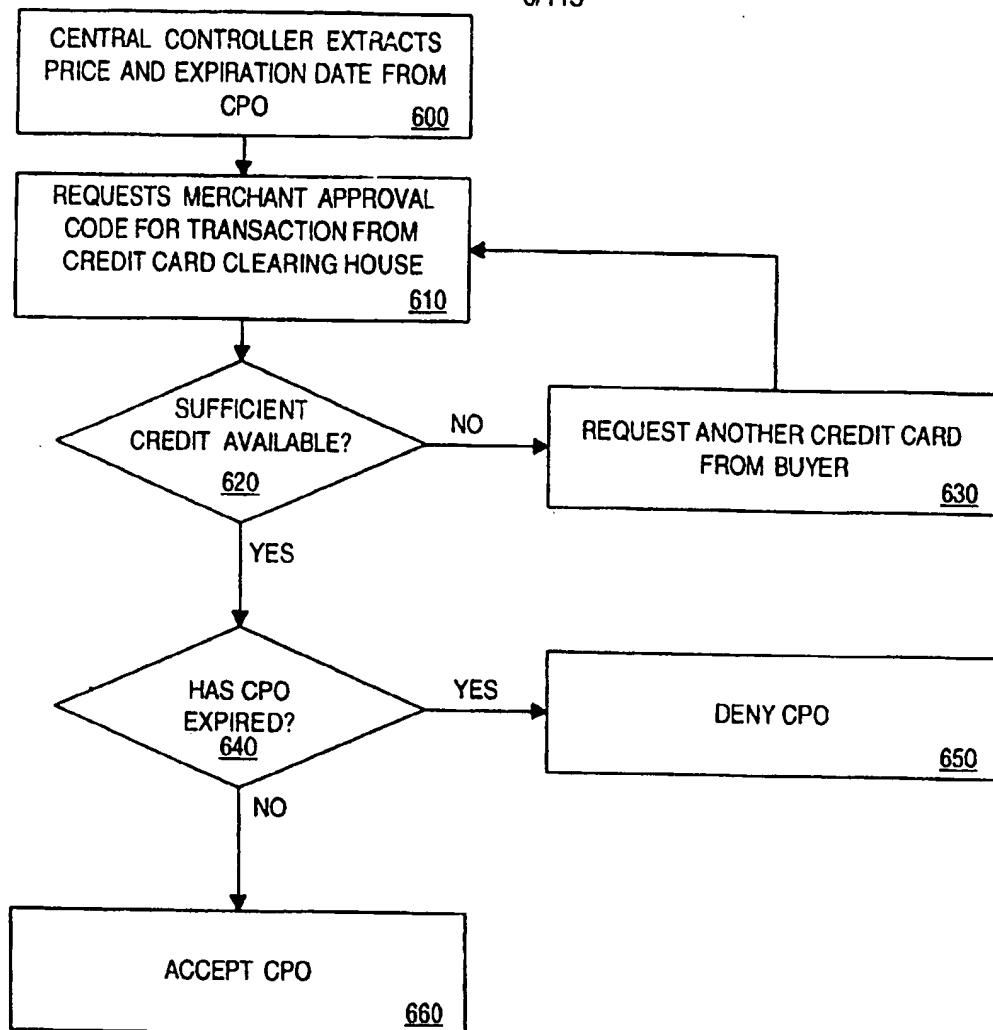 CENTRAL CONTROLLER EXTRACTS
PRICE AND EXPIRATION DATE FROM
CPO
600
REQUESTS MERCHANT APPROVAL
CODE FOR TRANSACTION FROM
CREDIT CARD CLEARING HOUSE
610
SUFFICIENT
CREDIT AVAILABLE?
620
NO
REQUEST ANOTHER CREDIT CARD
FROM BUYER
630
YES
HAS CPO
EXPIRED?
640
YES
DENY CPO
650
NO
ACCEPT CPO
660